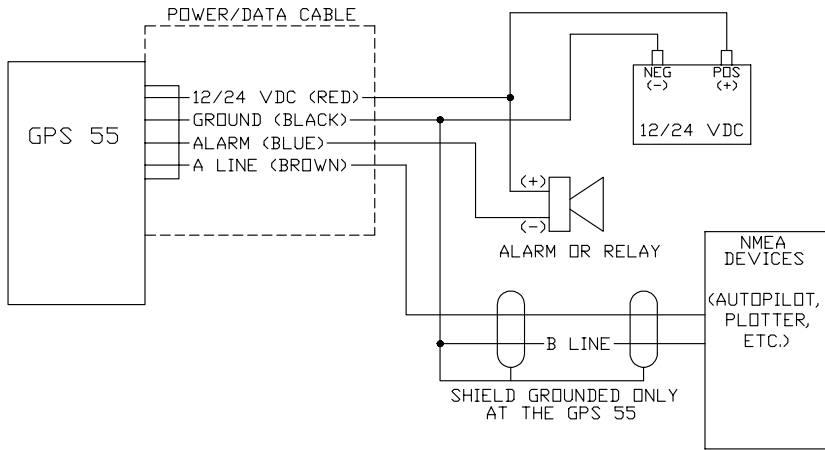 POWER/DATA CABLE
GPS 55
12/24 VDC (RED)
GROUND (BLACK)
ALARM (BLUE)
A LINE (BROWN)
NEG
(-)
POS
(+)
12/24 VDC
(+)
(-)
ALARM OR RELAY
NMEA
DEVICES
(AUTOPILOT,
PLOTTER,
ETC.)
B LINE
SHIELD GROUNDED ONLY
AT THE GPS 55